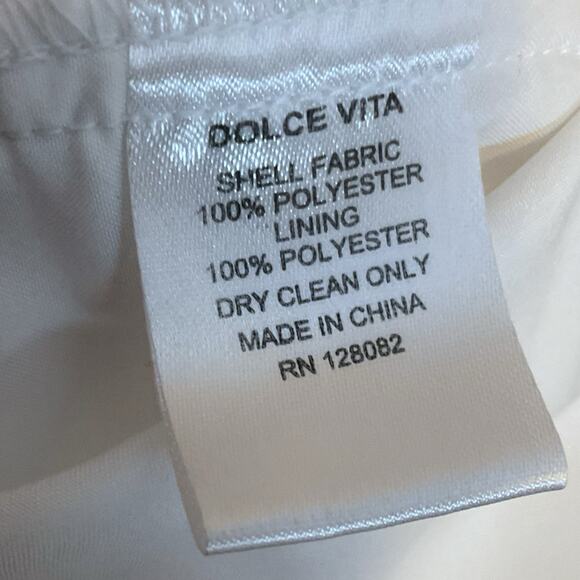 DOLCE VITA
SHELL FABRIC
100% POLYESTER
LINING
100% POLYESTER
DRY CLEAN ONLY
MADE IN CHINA
RN 128082